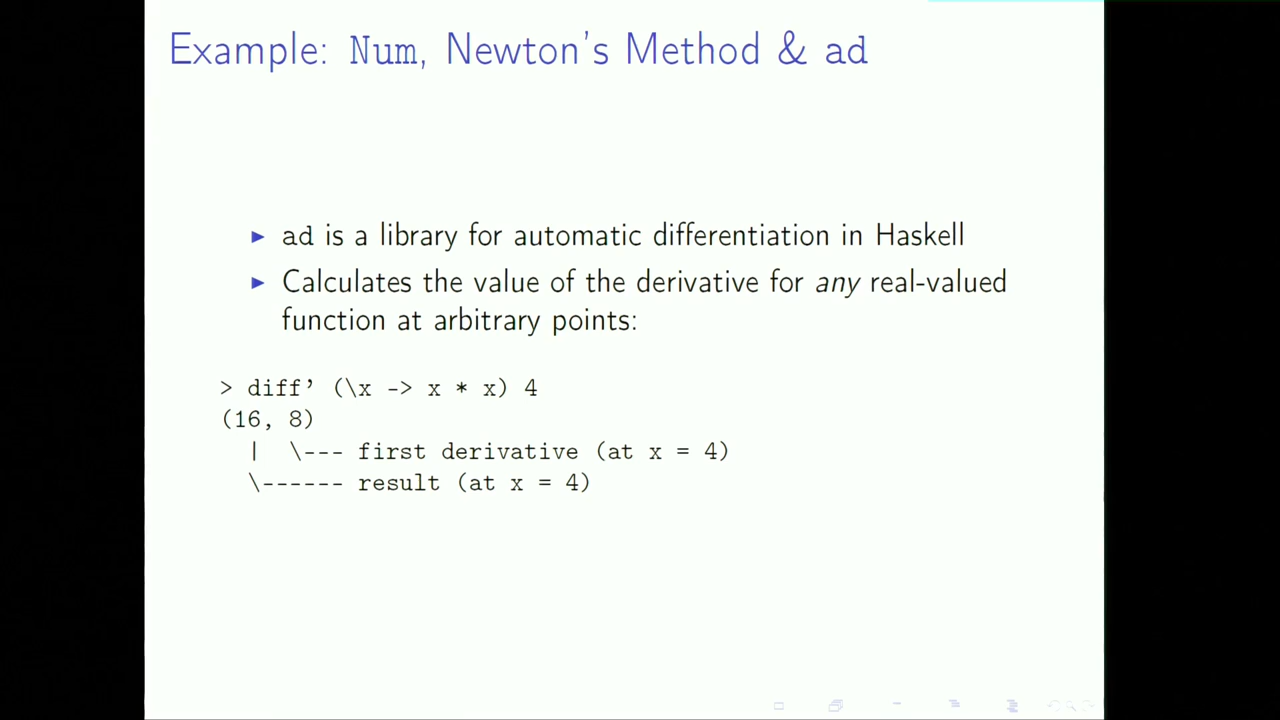 Example: Num, Newton's Method & ad
▶ ad is a library for automatic differentiation in Haskell
▶ Calculates the value of the derivative for any real-valued
function at arbitrary points:
> diff’ (\x -> x * x) 4
(16, 8)
| \--- first derivative (at x = 4)
\------ result (at x = 4)